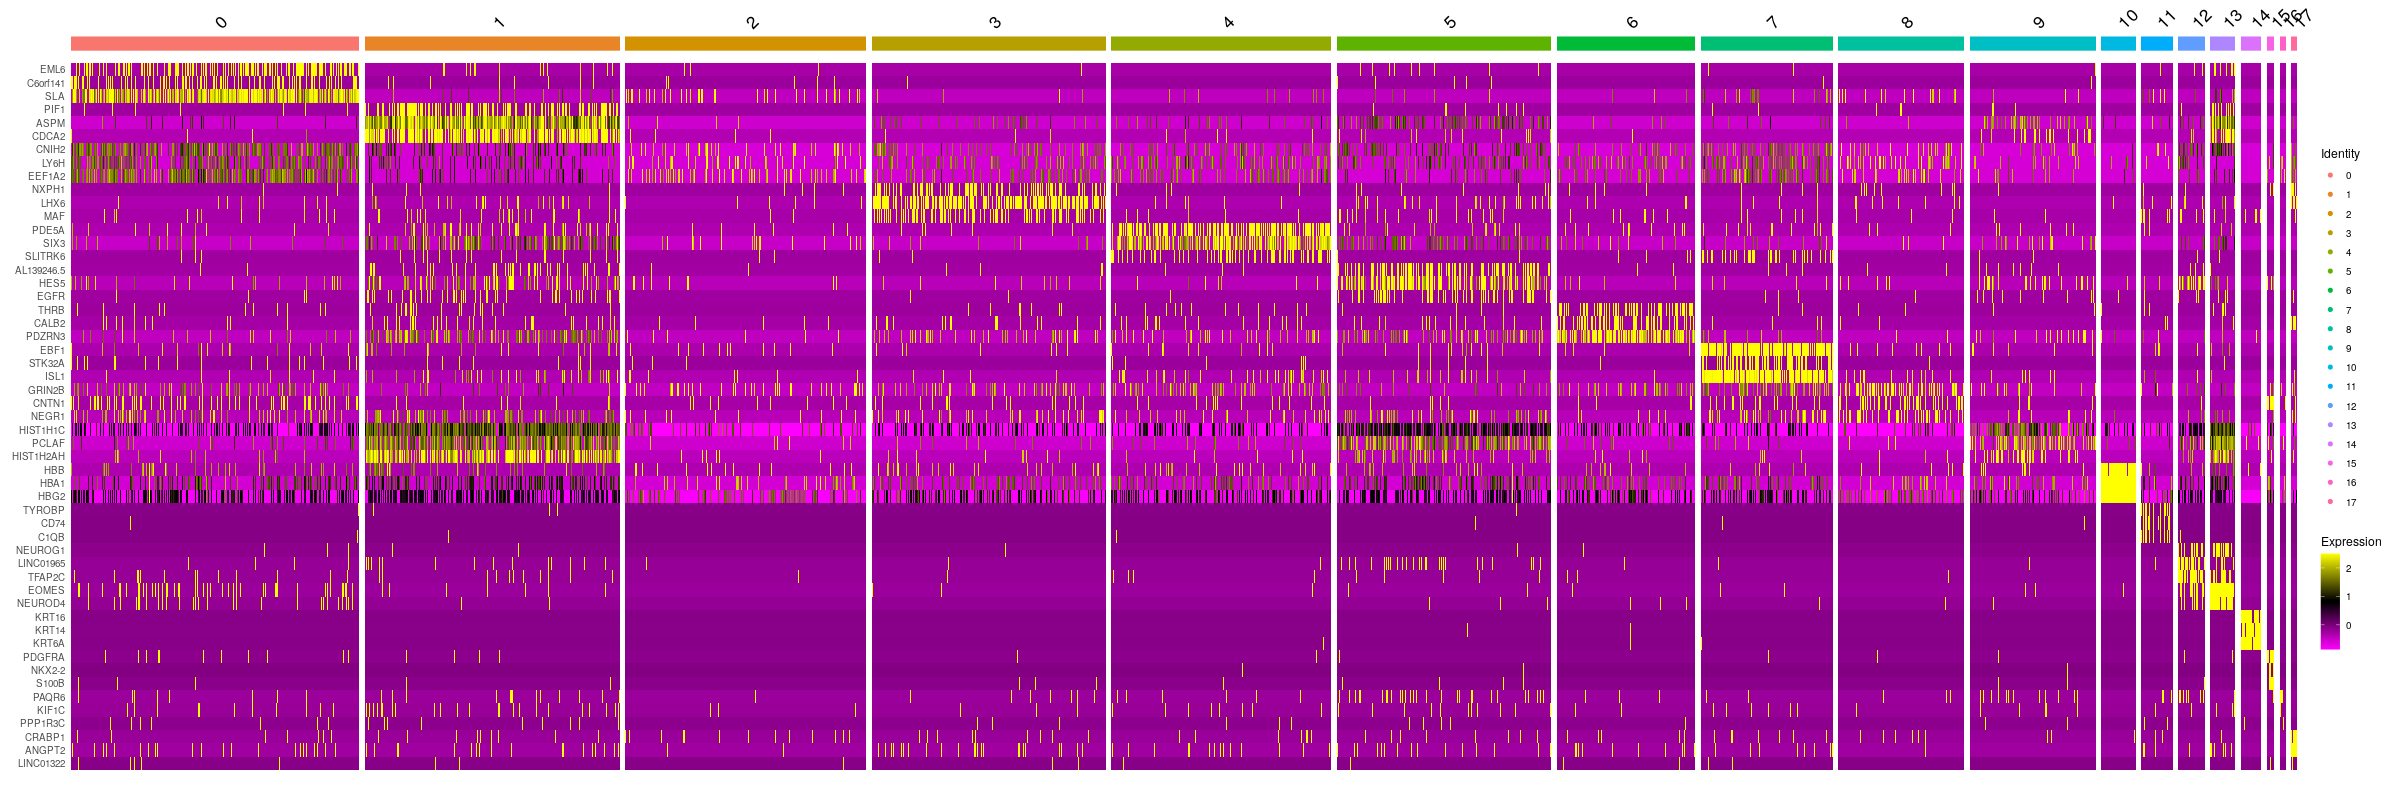 0 1 2 3 4 5 6 7 8 9 10 11 12 13 14 15 16 17
EML6
C6orf141
SLA
PIF1
ASPM
CDCA2
CNIH2
LY6H
EEF1A2
NXPH1
LHX6
MAF
PDE5A
SIX3
SLITRK6
AL139246.5
HES5
EGFR
THRB
CALB2
PDZRN3
EBF1
STK32A
ISL1
GRIN2B
CNTN1
NEGR1
HIST1H1C
PCLAF
HIST1H2AH
HBB
HBA1
HBG2
TYROBP
CD74
C1QB
NEUROG1
LINC01965
TFAP2C
EOMES
NEUROD4
KRT16
KRT14
KRT6A
PDGFRA
NKX2-2
S100B
PAQR6
KIF1C
PPP1R3C
CRABP1
ANGPT2
LINC01322
Identity
0
1
2
3
4
5
6
7
8
9
10
11
12
13
14
15
16
17
Expression
2
1
0